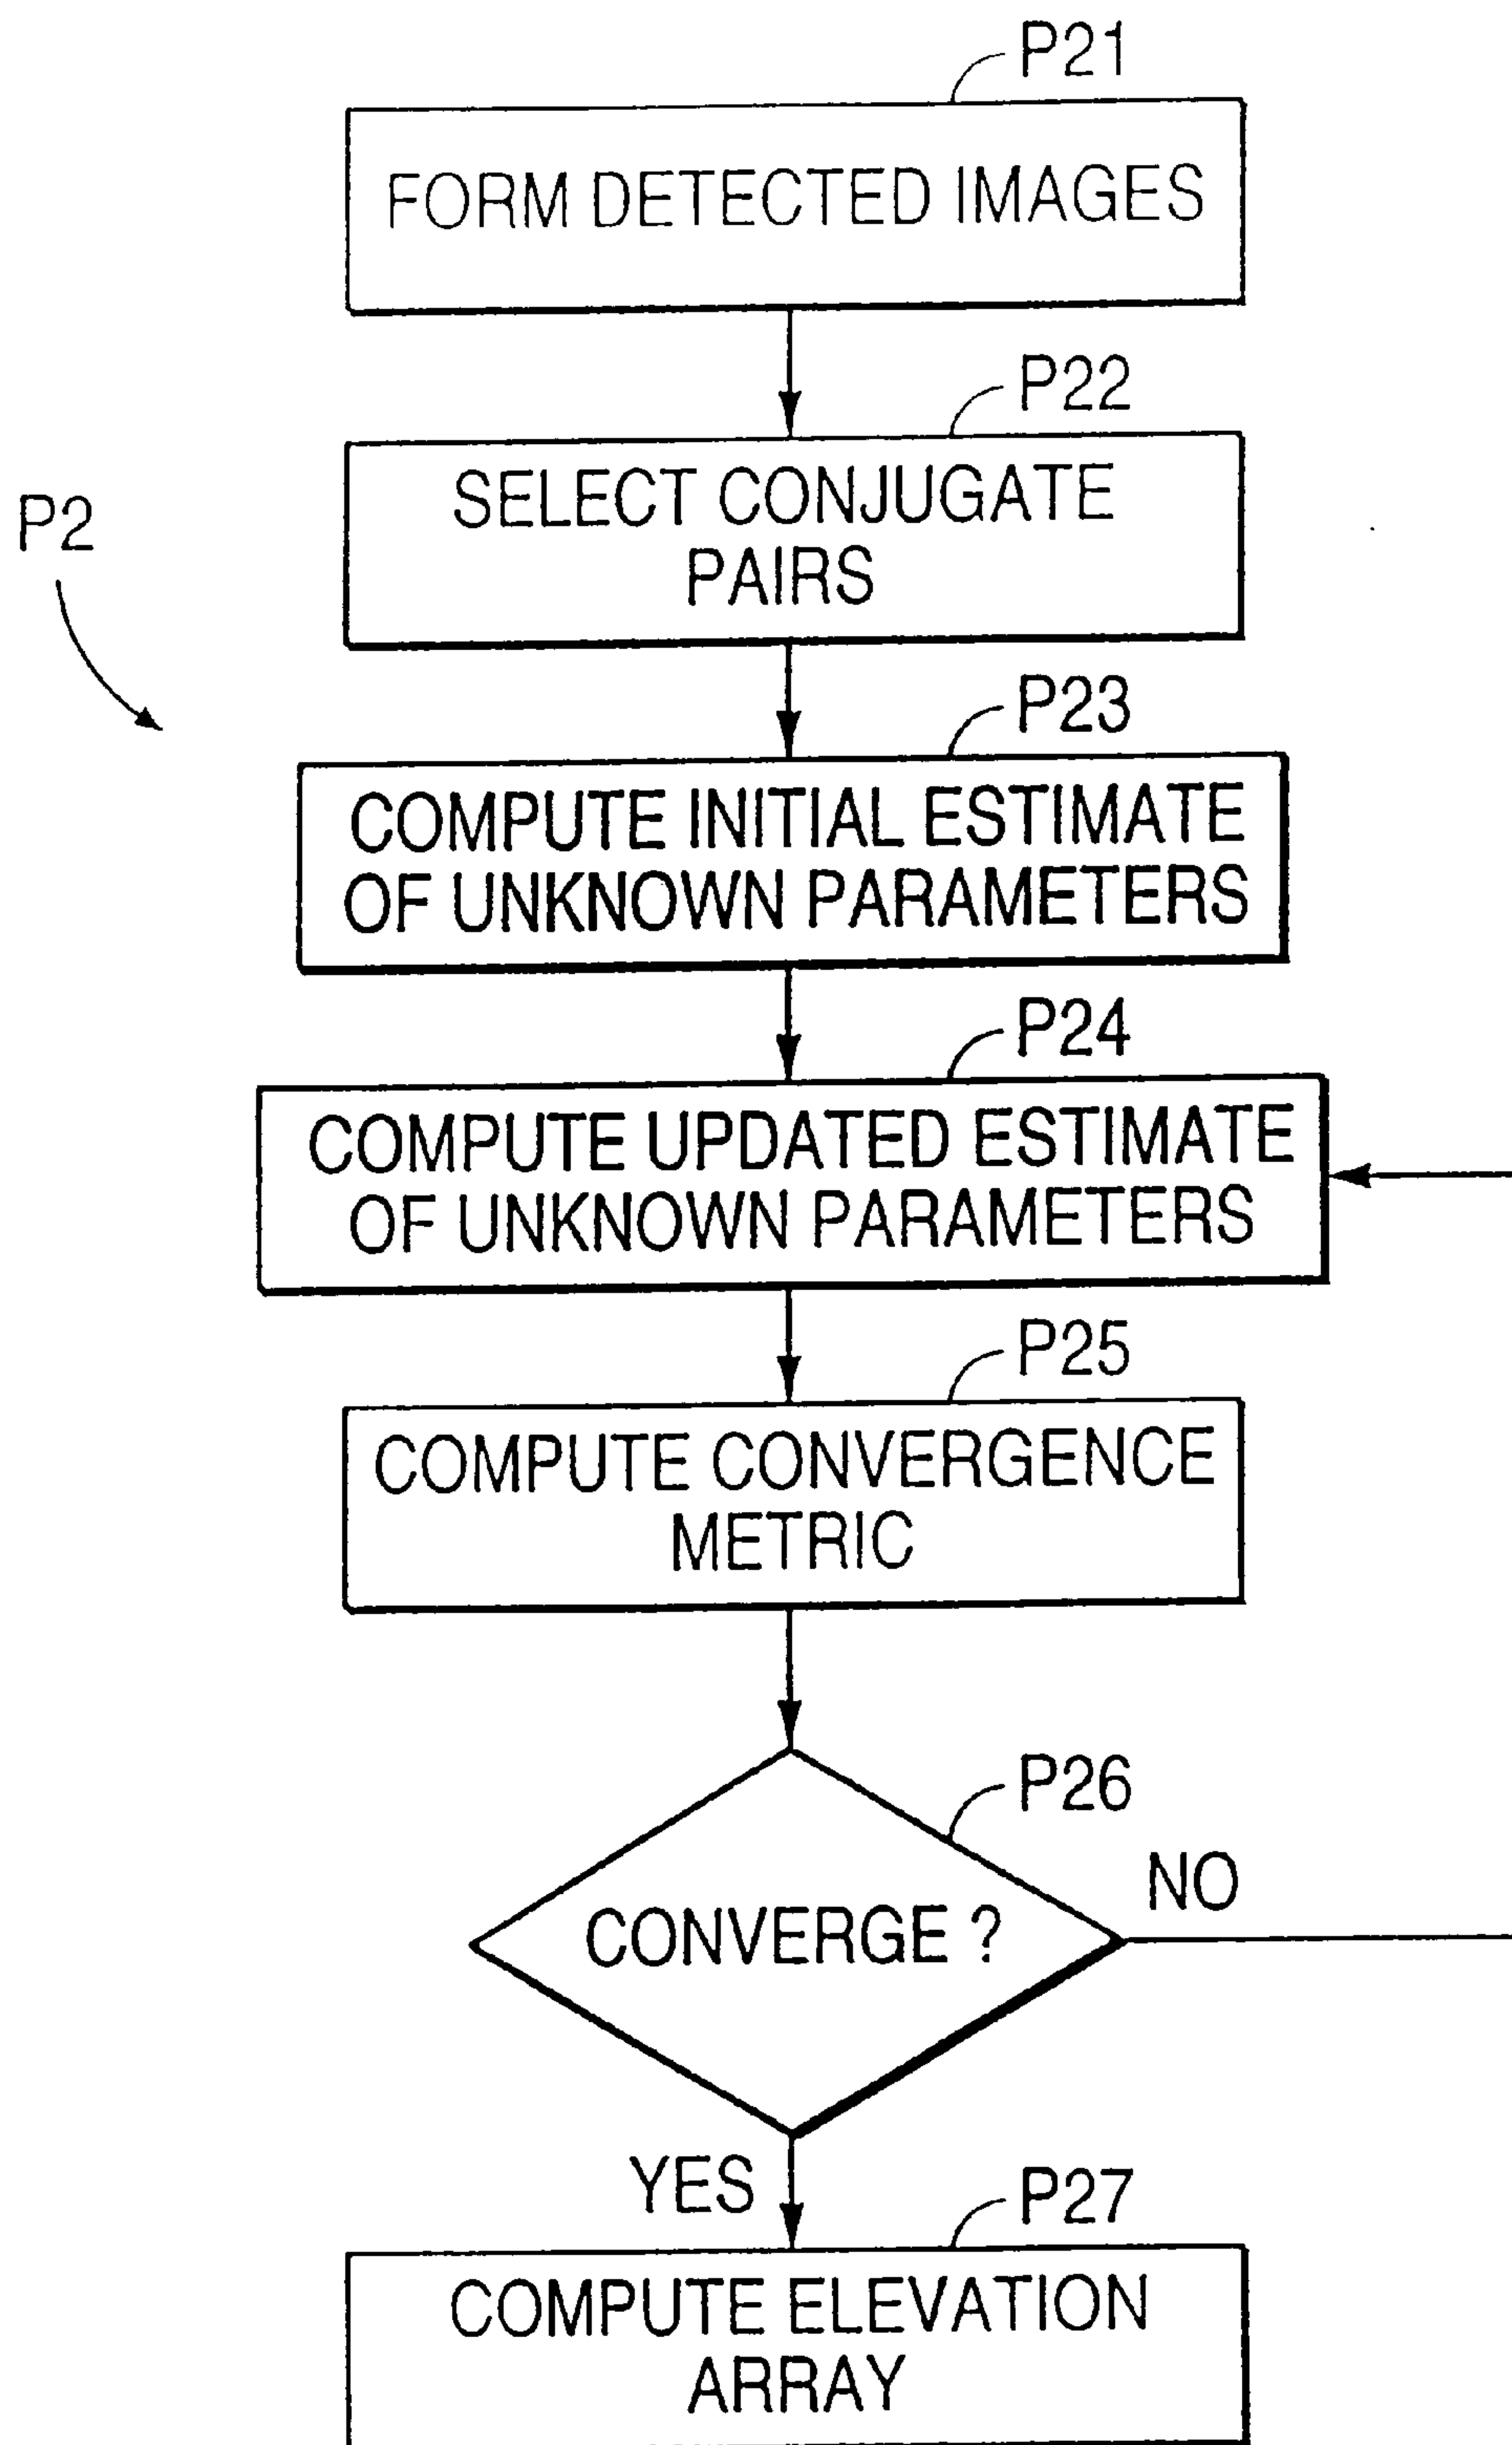 P21
FORM DETECTED IMAGES
P22
SELECT CONJUGATE
PAIRS
P2
P23
COMPUTE INITIAL ESTIMATE
OF UNKNOWN PARAMETERS
P24
COMPUTE UPDATED ESTIMATE
OF UNKNOWN PARAMETERS
P25
COMPUTE CONVERGENCE
METRIC
P26
NO
CONVERGE ?
YES
P27
COMPUTE ELEVATION
ARRAY